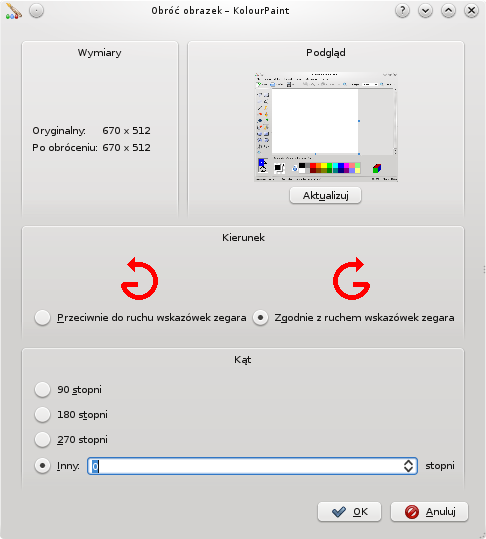 Obróć obrazek – KolourPaint
Wymiary
Podgląd
Oryginalny: 670 x 512
Po obróceniu: 670 x 512
Aktualizuj
Kierunek
Przeciwnie do ruchu wskazówek zegara
Zgodnie z ruchem wskazówek zegara
Kąt
90 stopni
180 stopni
270 stopni
Inny: 0 stopni
OK
Anuluj